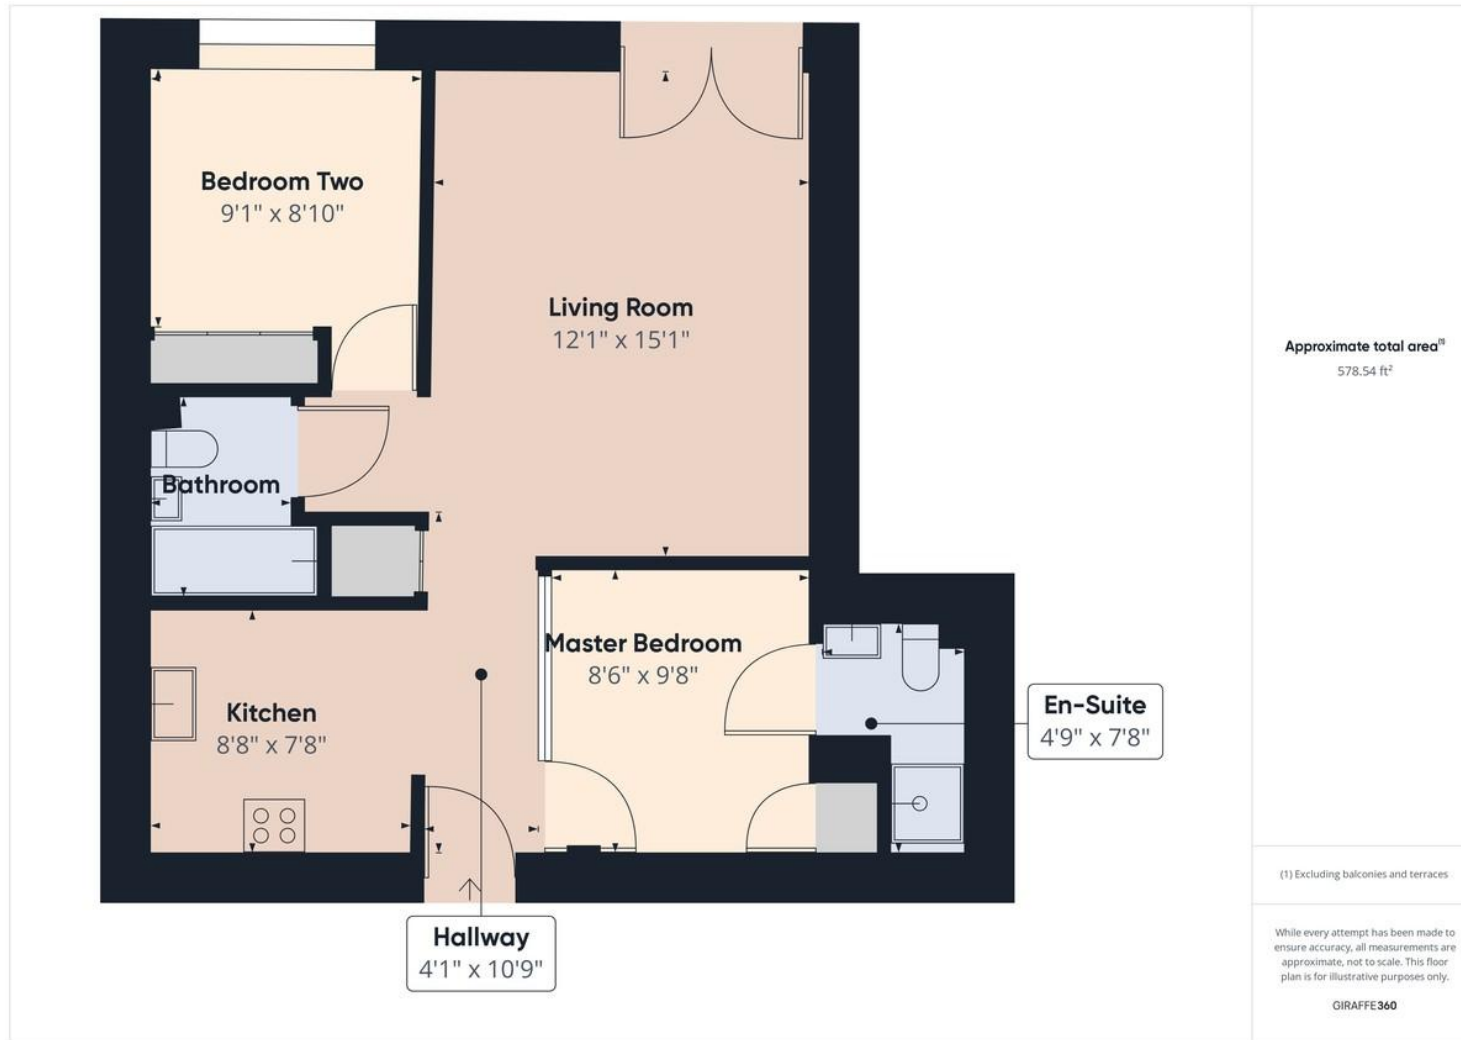 Bedroom Two
9'1" x 8'10"
Living Room
12'1" x 15'1"
Bathroom
Master Bedroom
8'6" x 9'8"
Kitchen
8'8" x 7'8"
En-Suite
4'9" x 7'8"
Hallway
4'1" x 10'9"
Approximate total area(1)
578.54 ft²
(1) Excluding balconies and terraces
While every attempt has been made to
ensure accuracy, all measurements are
approximate, not to scale. This floor
plan is for illustrative purposes only.
GIRAFFE360